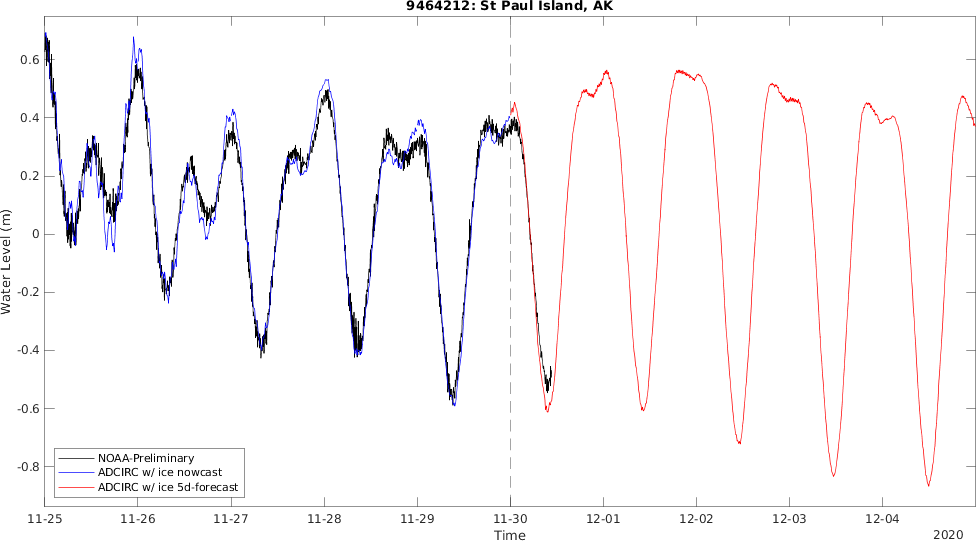 9464212: St Paul Island, AK
0.6
0.4
0.2
0
-0.2
-0.4
-0.6
-0.8
Water Level (m)
NOAA-Preliminary
ADCIRC w/ ice nowcast
ADCIRC w/ ice 5d-forecast
11-25 11-26 11-27 11-28 11-29 11-30 12-01 12-02 12-03 12-04
Time
2020